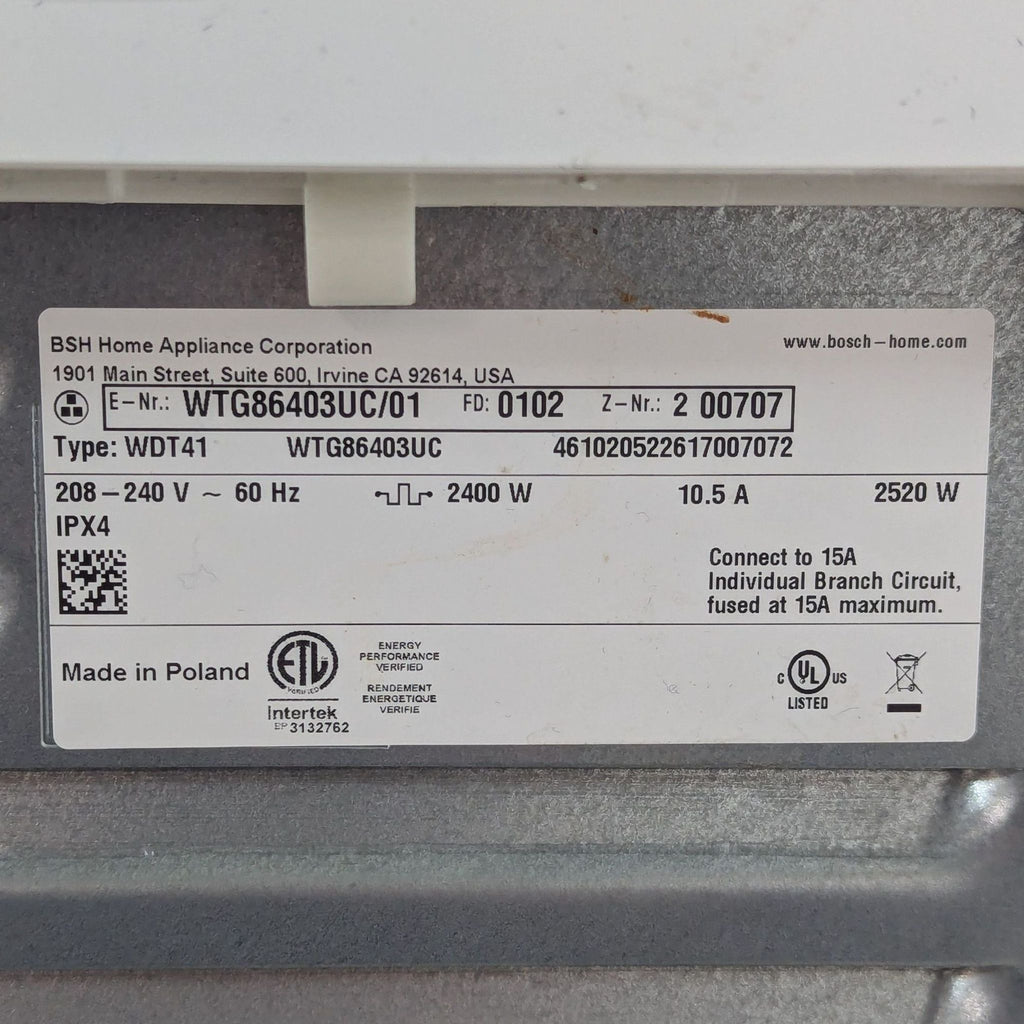 BSH Home Appliance Corporation
www.bosch-home.com
1901 Main Street, Suite 600, Irvine CA 92614, USA
E-Nr.: WTG86403UC/01 FD: 0102 Z-Nr.: 2 00707
Type: WDT41 WTG86403UC 461020522617007072
208-240 V ~ 60 Hz 2400 W 10.5 A 2520 W
IPX4
Connect to 15A
Individual Branch Circuit,
fused at 15A maximum.
Made in Poland
ETL
VERIFIED
Intertek
EP 3132762
ENERGY
PERFORMANCE
VERIFIED
RENDEMENT
ENERGETIQUE
VERIFIE
C UL US
LISTED